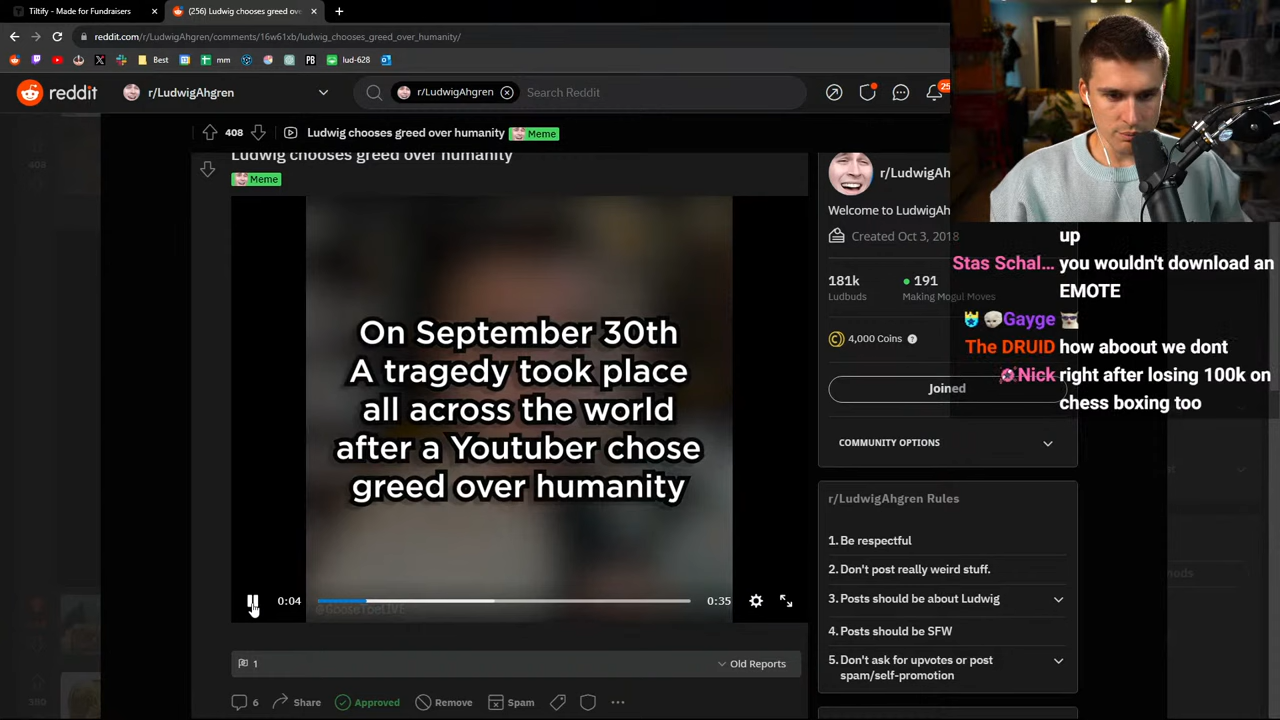 Tiltify - Made for Fundraisers
(256) Ludwig chooses greed ov
reddit.com/r/LudwigAhgren/comments/16w61xb/ludwig_chooses_greed_over_humanity/
Best
mm
PB
lud-628
reddit
r/LudwigAhgren
r/LudwigAhgren
Search Reddit
25
408
Ludwig chooses greed over humanity
Meme
408
Ludwig chooses greed over humanity
Meme
On September 30th
A tragedy took place
all across the world
after a Youtuber chose
greed over humanity
0:04
0:35
@GooseToeLIVE
1
Old Reports
6
Share
Approved
Remove
Spam
r/LudwigAh
Welcome to LudwigAh
Created Oct 3, 2018
181k
191
Ludbuds
Making Mogul Moves
4,000 Coins
Joined
COMMUNITY OPTIONS
r/LudwigAhgren Rules
1. Be respectful
2. Don't post really weird stuff.
3. Posts should be about Ludwig
4. Posts should be SFW
5. Don't ask for upvotes or post
spam/self-promotion
up
Stas Schal... you wouldn't download an
EMOTE
Gayge
The DRUID how aboout we dont
Nick right after losing 100k on
chess boxing too
380